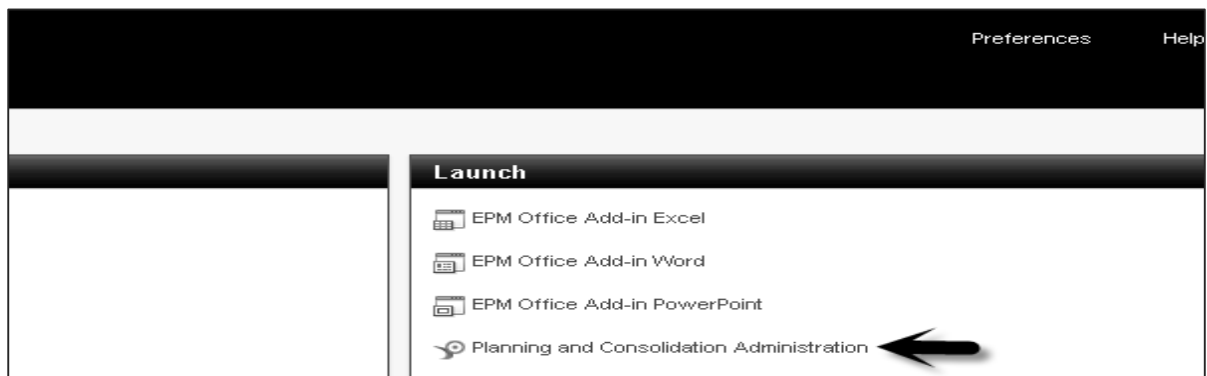 Preferences Help
Launch
EPM Office Add-in Excel
EPM Office Add-in Word
EPM Office Add-in PowerPoint
Planning and Consolidation Administration